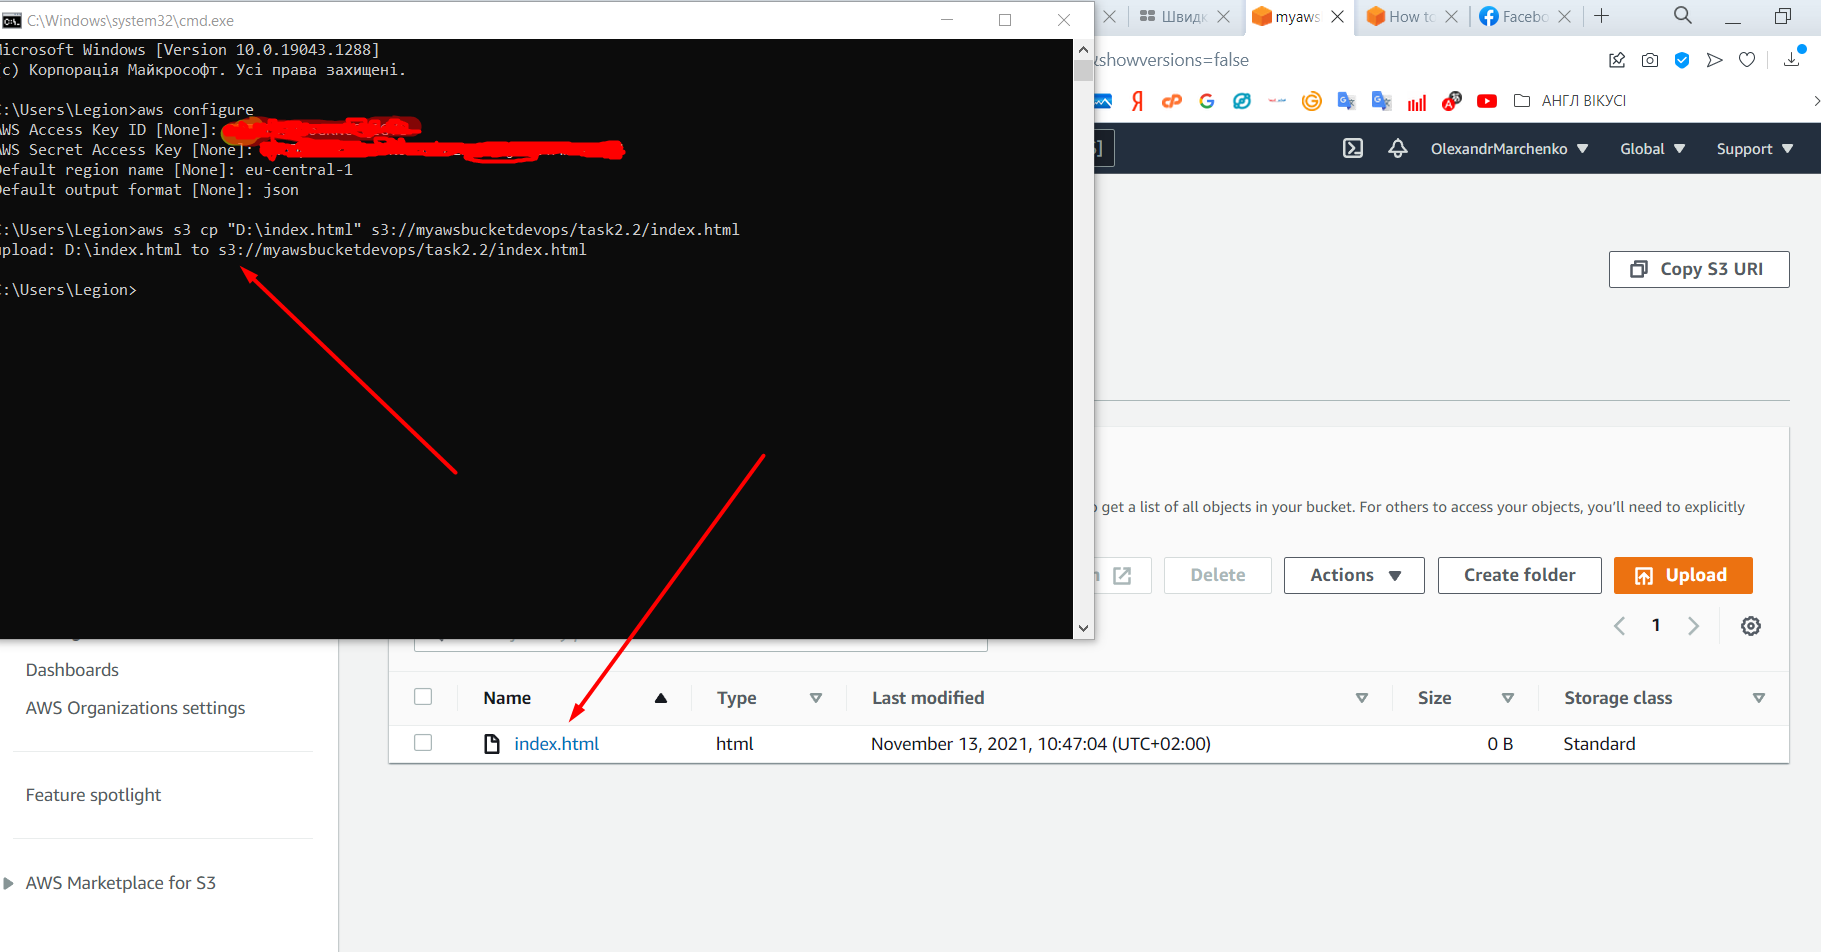 C:\Windows\system32\cmd.exe
Швидк
myaws
How to
Facebo
icrosoft Windows [Version 10.0.19043.1288]
c) Корпорація Майкрософт. Усі права захищені.
:\Users\Legion>aws configure
AWS Access Key ID [None]:
AWS Secret Access Key [None]:
efault region name [None]: eu-central-1
efault output format [None]: json
:\Users\Legion>aws s3 cp "D:\index.html" s3://myawsbucketdevops/task2.2/index.html
pload: D:\index.html to s3://myawsbucketdevops/task2.2/index.html
:\Users\Legion>
&showversions=false
АНГЛ ВІКУСІ
OlexandrMarchenko
Global
Support
Copy S3 URI
get a list of all objects in your bucket. For others to access your objects, you'll need to explicitly
Delete
Actions
Create folder
Upload
1
Dashboards
AWS Organizations settings
Feature spotlight
AWS Marketplace for S3
Name Type Last modified Size Storage class
index.html html November 13, 2021, 10:47:04 (UTC+02:00) 0 B Standard